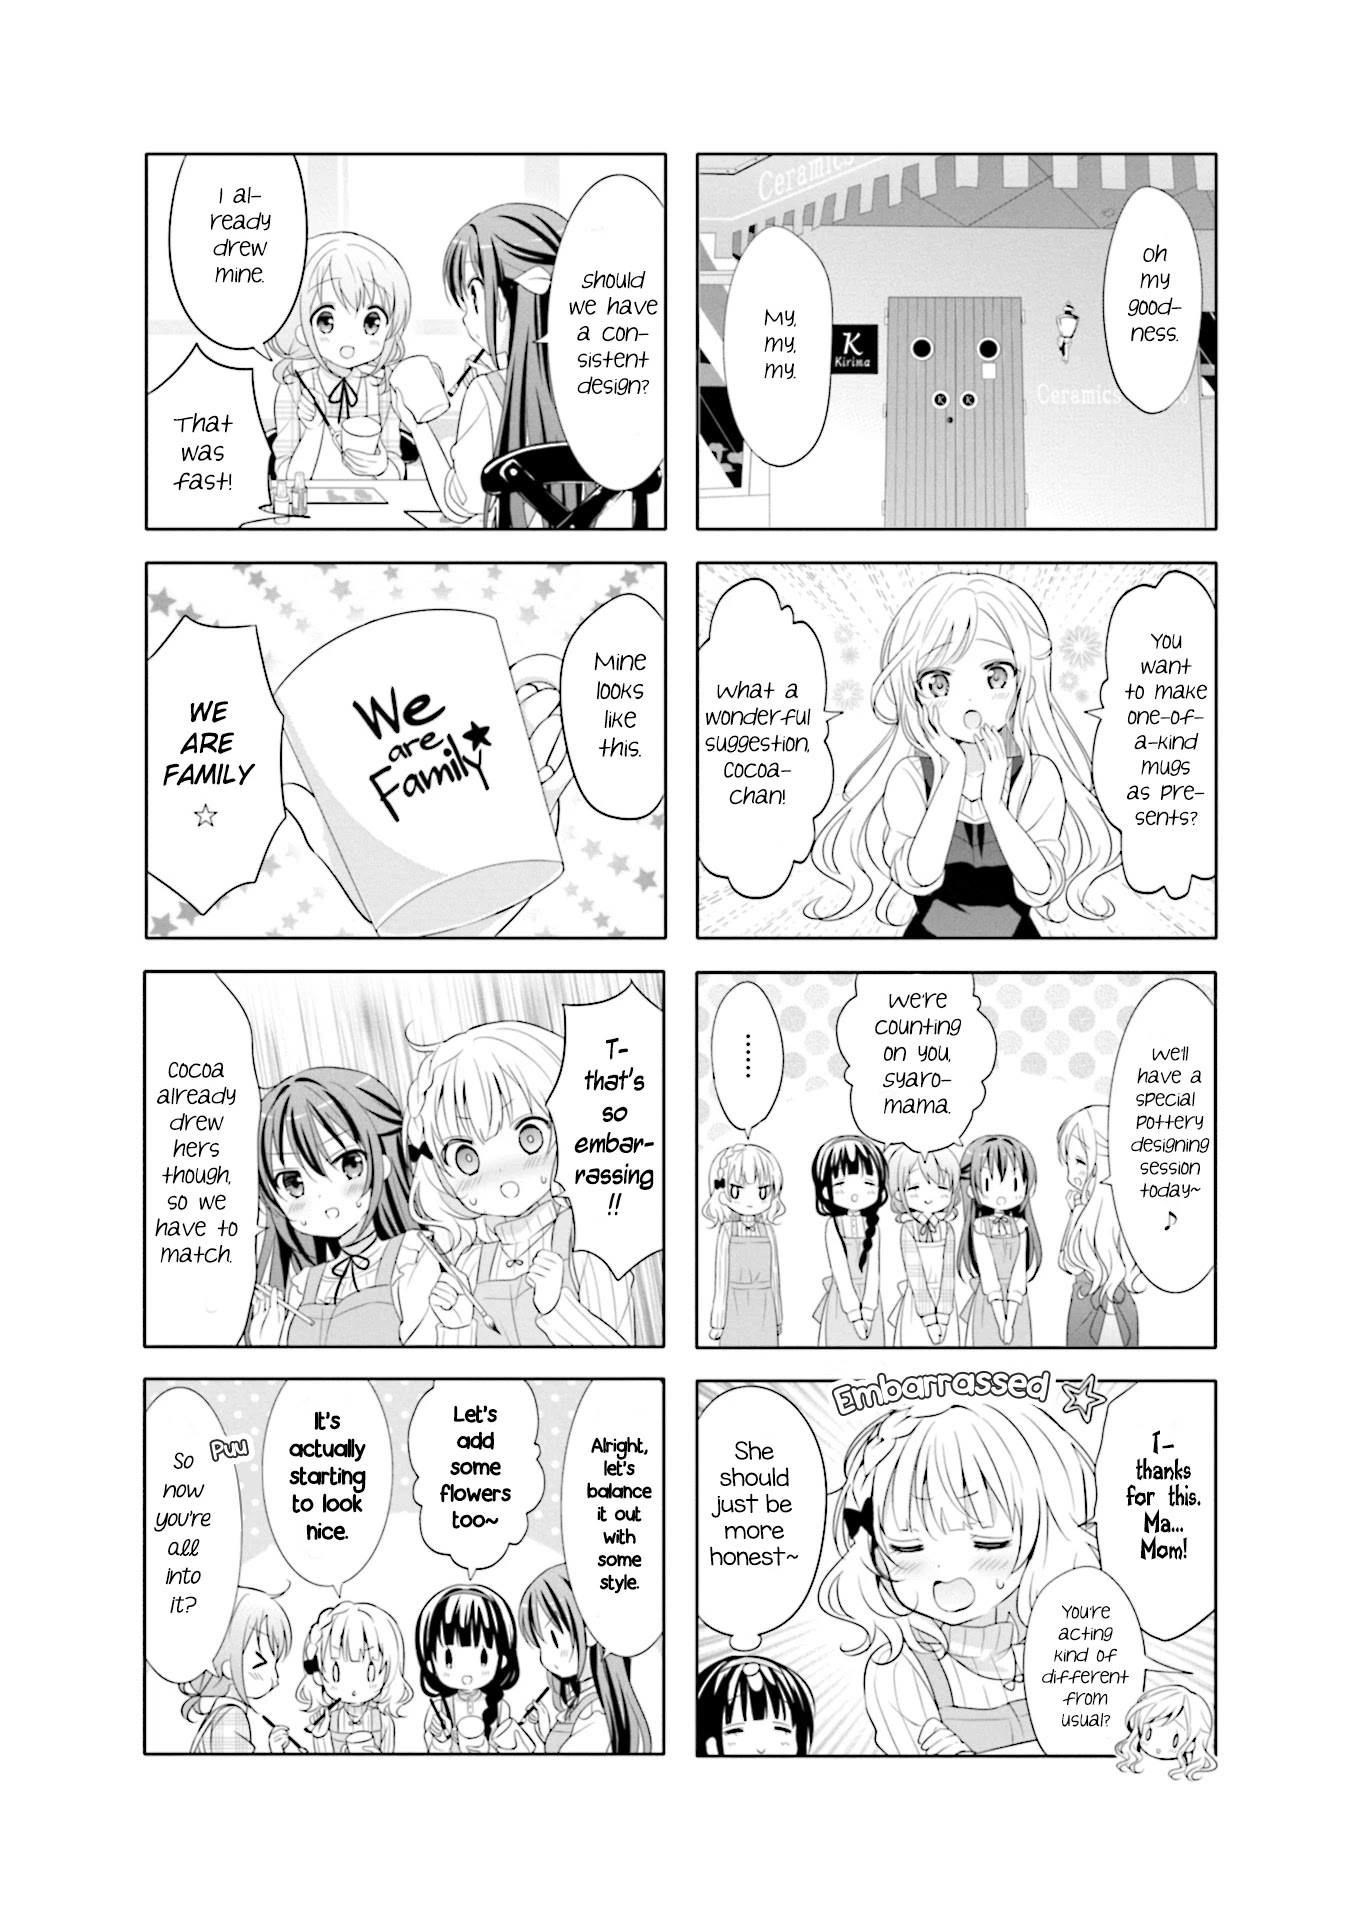 Ceramics
oh
my
good-
ness.
My,
my,
my.
K
Kirima
K
K
Ceramics
You
want
to make
one-of-
a-kind
mugs
as pre-
sents?
What a
wonderful
suggestion,
Cocoa-
chan!
We'll
have a
special
pottery
designing
session
today~
♪
We're
counting
on you,
Syaro-
mama.
........
Embarrassed ☆
T-
thanks
for this.
Ma...
Mom!
You're
acting
kind of
different
from
usual?
She
should
just be
more
honest~
Should
we have
a con-
sistent
design?
I al-
ready
drew
mine.
That
was
fast!
Mine
looks
like
this.
We
are
Family★
WE
ARE
FAMILY
☆
T-
that's
so
embar-
rassing
!!
Cocoa
already
drew
hers
though,
so we
have to
match.
Alright,
let's
balance
it out
with
some
style.
Let's
add
some
flowers
too~
It's
actually
starting
to look
nice.
Puu
So
now
you're
all
into
it?